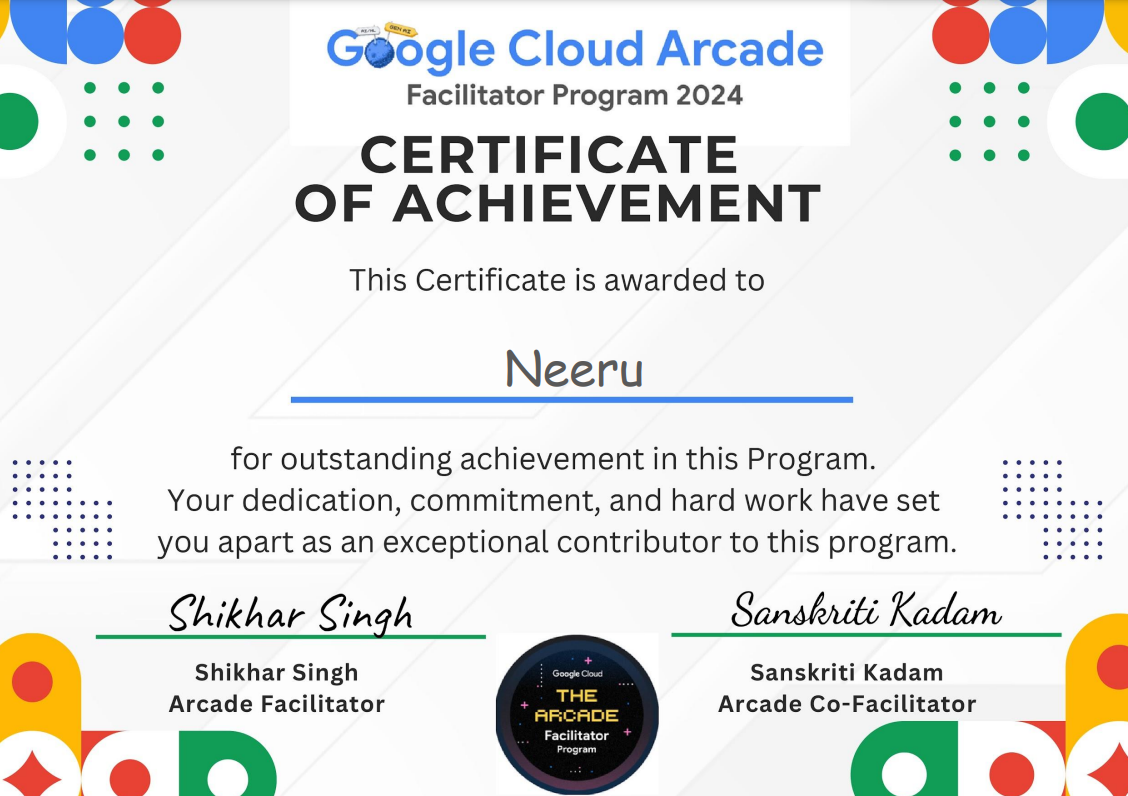 AI/ML
GEN AI
Google Cloud Arcade
Facilitator Program 2024
CERTIFICATE
OF ACHIEVEMENT
This Certificate is awarded to
Neeru
for outstanding achievement in this Program.
Your dedication, commitment, and hard work have set
you apart as an exceptional contributor to this program.
Shikhar Singh
Shikhar Singh
Arcade Facilitator
Sanskriti Kadam
Sanskriti Kadam
Arcade Co-Facilitator
Google Cloud
THE
ARCADE
Facilitator
Program